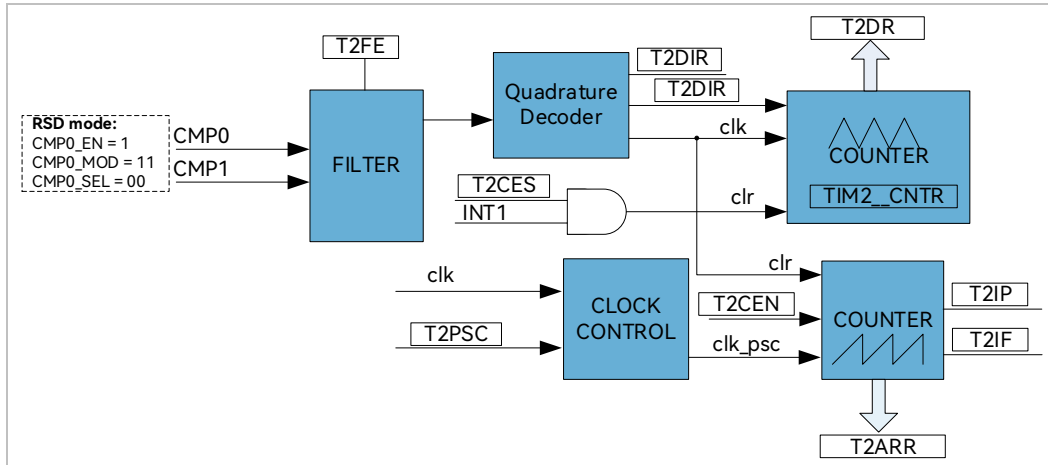 T2DR
T2FE
T2DIR
Quadrature
Decoder
T2DIR
RSD mode:
CMP0_EN = 1
CMP0_MOD = 11
CMP0_SEL = 00
CMP0
CMP1
FILTER
clk
COUNTER
TIM2__CNTR
T2CES
INT1
clr
clk
T2PSC
CLOCK
CONTROL
clr
T2CEN
clk_psc
COUNTER
T2IP
T2IF
T2ARR